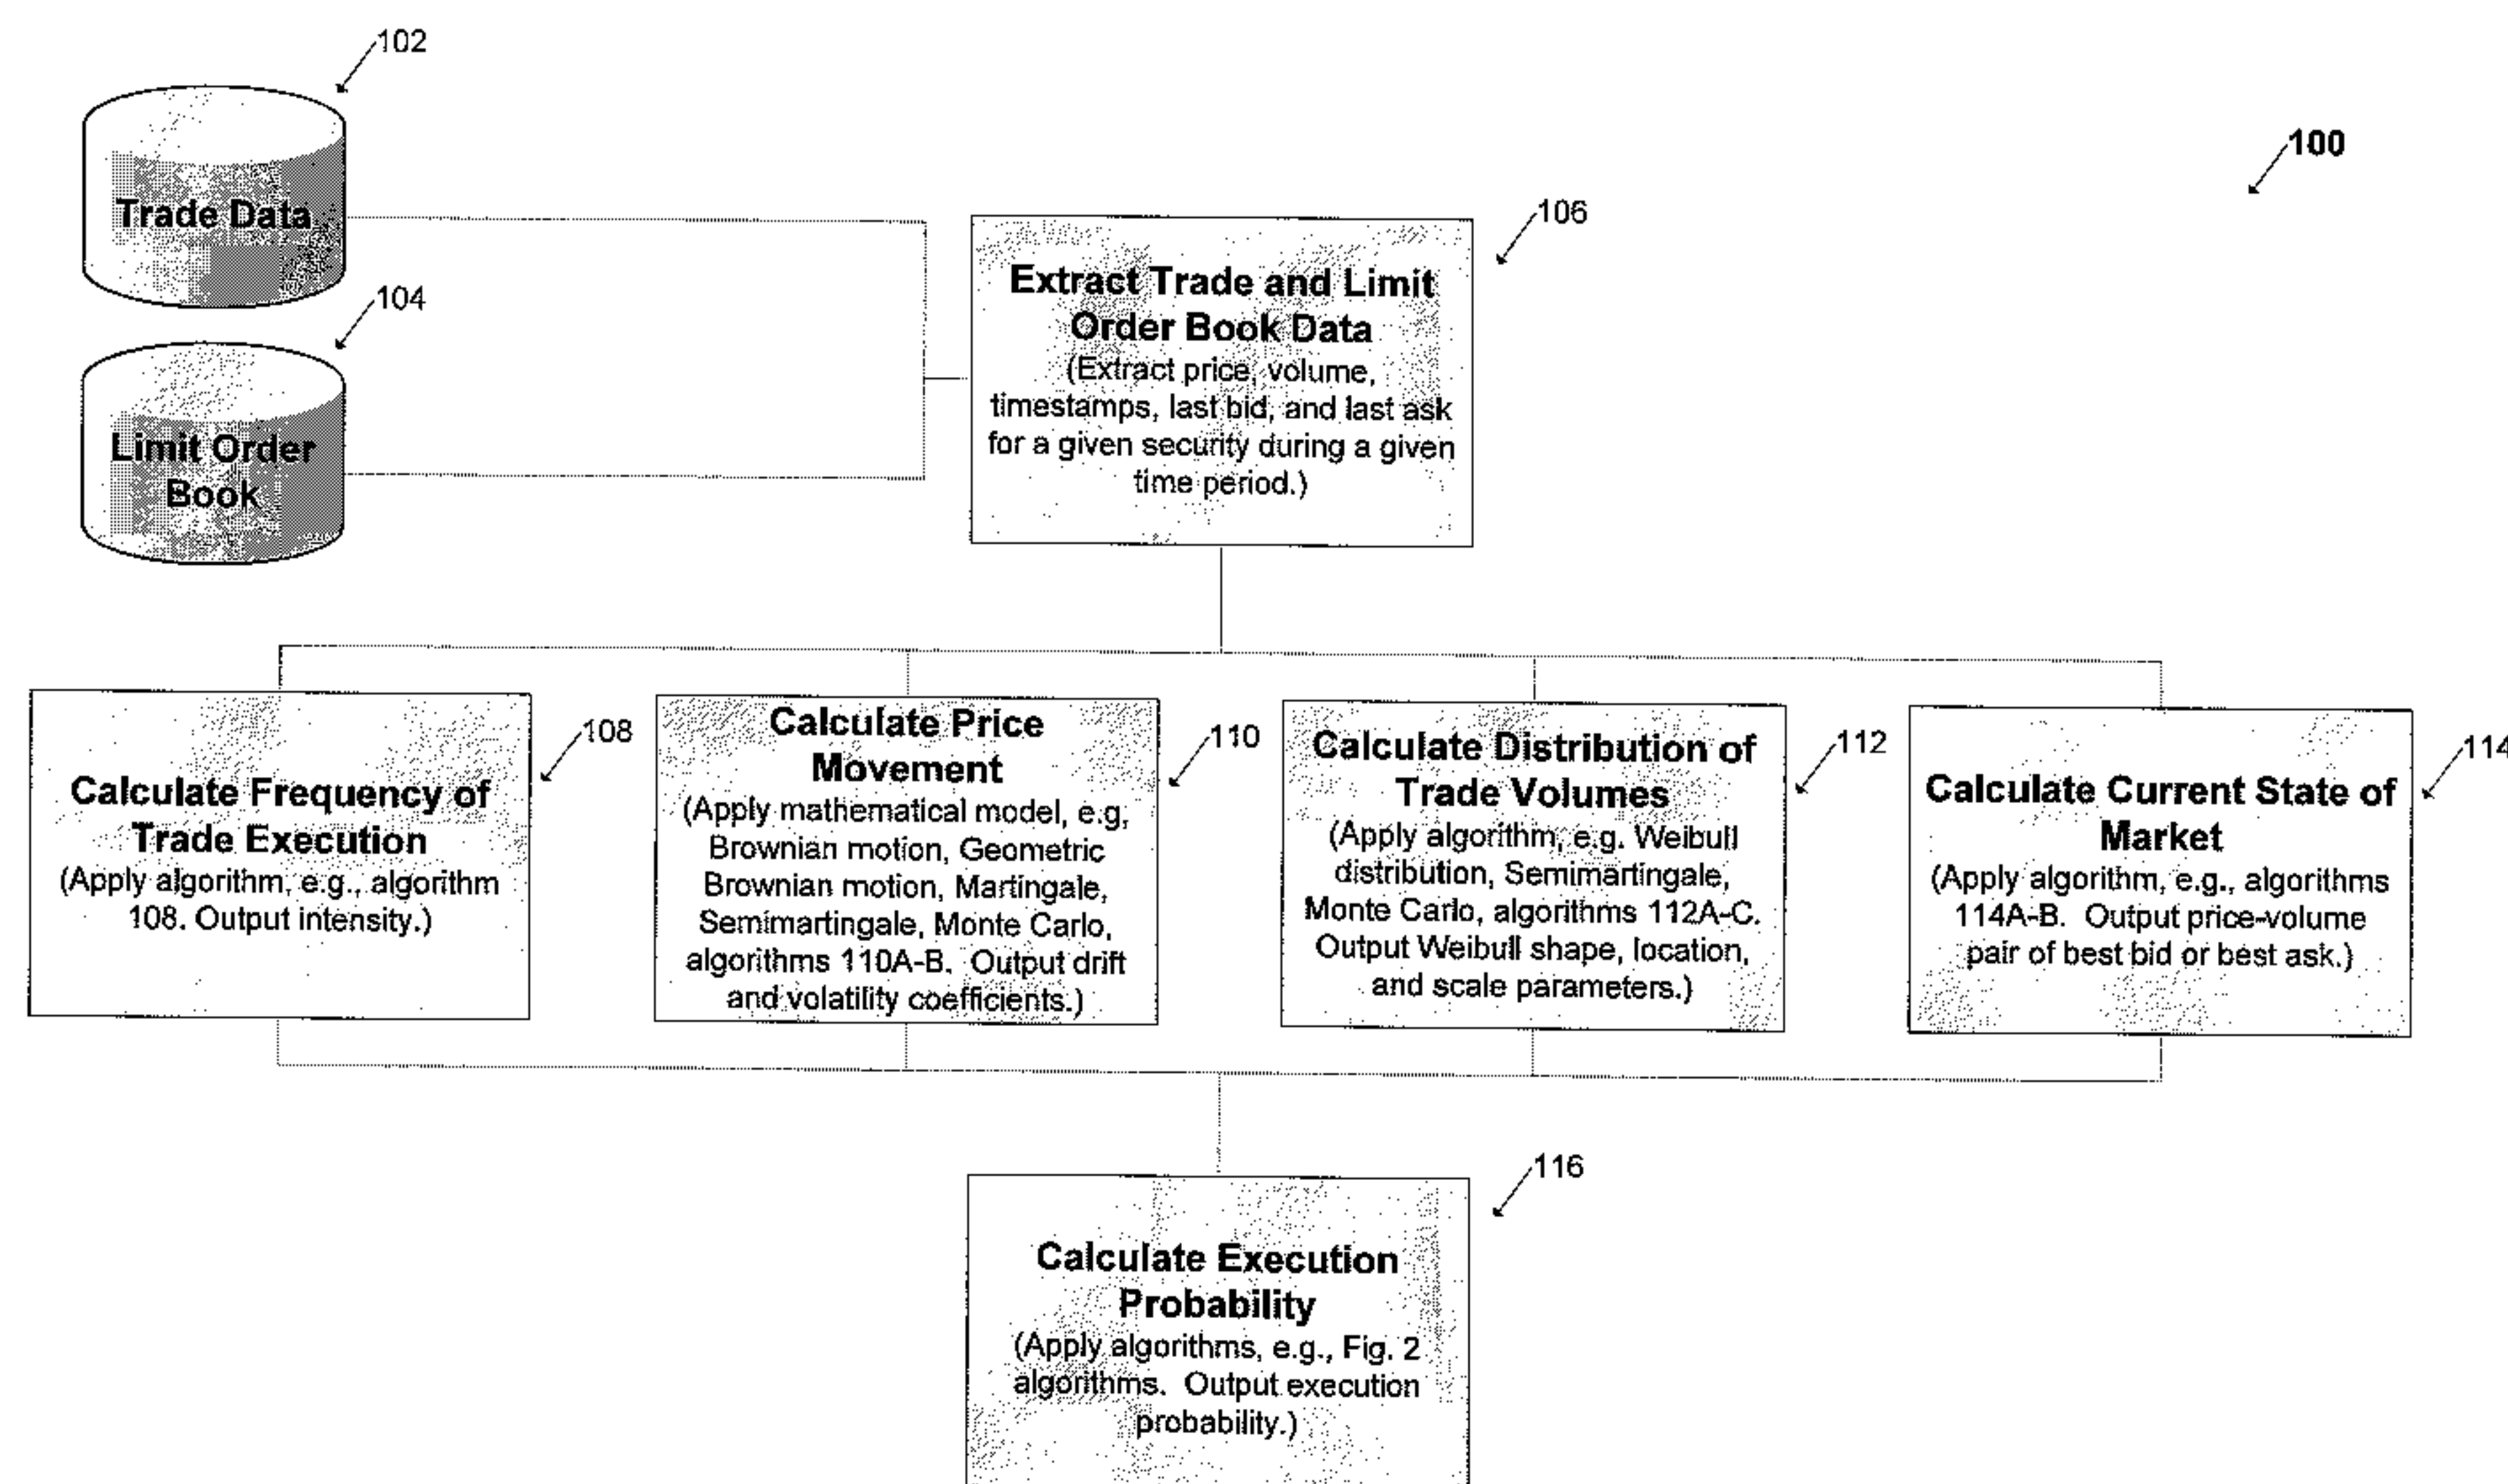 102
Trade Data
104
Limit Order
Book
100
106
Extract Trade and Limit
Order Book Data
(Extract price, volume,
timestamps, last bid, and last ask
for a given security during a given
time period.)
108
Calculate Frequency of
Trade Execution
(Apply algorithm, e.g., algorithm
108. Output intensity.)
110
Calculate Price
Movement
(Apply mathematical model, e.g,
Brownian motion, Geometric
Brownian motion, Martingale,
Semimartingale, Monte Carlo,
algorithms 110A-B. Output drift
and volatility coefficients.)
112
Calculate Distribution of
Trade Volumes
(Apply algorithm, e.g. Weibull
distribution, Semimartingale,
Monte Carlo, algorithms 112A-C.
Output Weibull shape, location,
and scale parameters.)
114
Calculate Current State of
Market
(Apply algorithm, e.g., algorithms
114A-B. Output price-volume
pair of best bid or best ask.)
116
Calculate Execution
Probability
(Apply algorithms, e.g., Fig. 2
algorithms. Output execution
probability.)